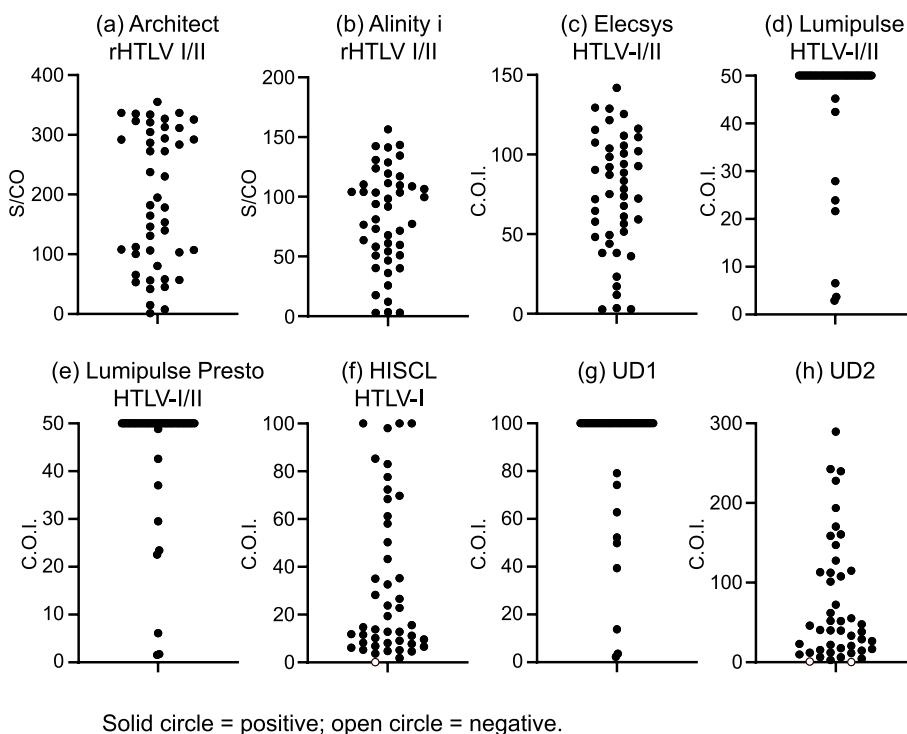 (a) Architect
rHTLV I/II
(b) Alinity i
rHTLV I/II
(c) Elecsys
HTLV-I/II
(d) Lumipulse
HTLV-I/II
S/CO
400
300
200
100
0
S/CO
200
150
100
50
0
C.O.I.
150
100
50
0
C.O.I.
50
40
30
20
10
0
(e) Lumipulse Presto
HTLV-I/II
(f) HISCL
HTLV-I
(g) UD1
(h) UD2
C.O.I.
50
40
30
20
10
0
C.O.I.
100
80
60
40
20
0
C.O.I.
100
80
60
40
20
0
C.O.I.
300
200
100
0
Solid circle = positive; open circle = negative.